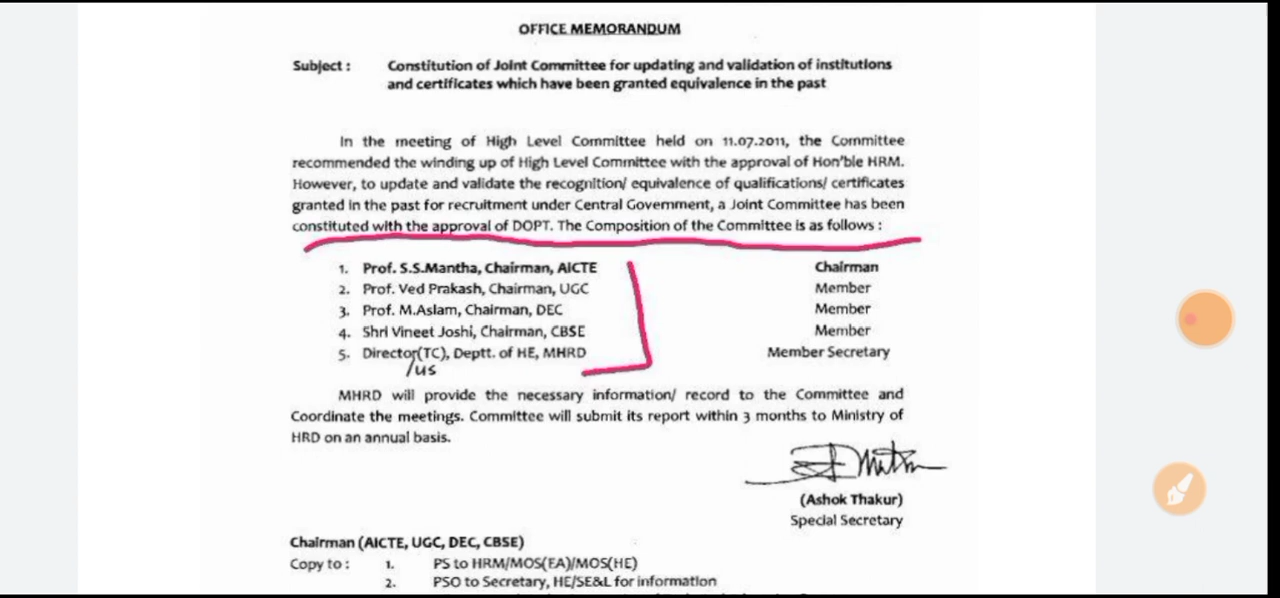 OFFICE MEMORANDUM
Subject : Constitution of Joint Committee for updating and validation of institutions
and certificates which have been granted equivalence in the past
In the meeting of High Level Committee held on 11.07.2011, the Committee
recommended the winding up of High Level Committee with the approval of Hon'ble HRM.
However, to update and validate the recognition/ equivalence of qualifications/ certificates
granted in the past for recruitment under Central Government, a Joint Committee has been
constituted with the approval of DOPT. The Composition of the Committee is as follows :
1. Prof. S.S.Mantha, Chairman, AICTE Chairman
2. Prof. Ved Prakash, Chairman, UGC Member
3. Prof. M.Aslam, Chairman, DEC Member
4. Shri Vineet Joshi, Chairman, CBSE Member
5. Director(TC), Deptt. of HE, MHRD Member Secretary
/US
MHRD will provide the necessary information/ record to the Committee and
Coordinate the meetings. Committee will submit its report within 3 months to Ministry of
HRD on an annual basis.
(Ashok Thakur)
Special Secretary
Chairman (AICTE, UGC, DEC, CBSE)
Copy to : 1. PS to HRM/MOS(EA)/MOS(HE)
2. PSO to Secretary, HE/SE&L for information